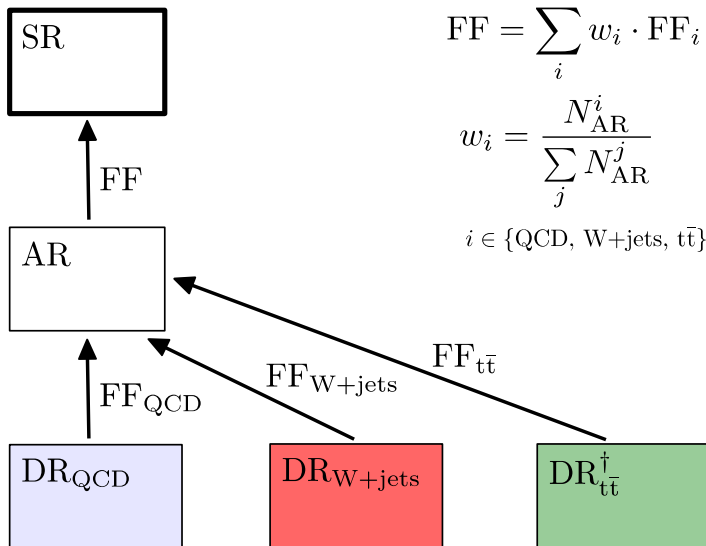 SR
FF = ∑_i w_i · FF_i
w_i = N^i_AR / ∑_j N^j_AR
FF
i ∈ {QCD, W+jets, tt̄}
AR
FF_tt̄
FF_W+jets
FF_QCD
DR_QCD
DR_W+jets
DR^†_tt̄